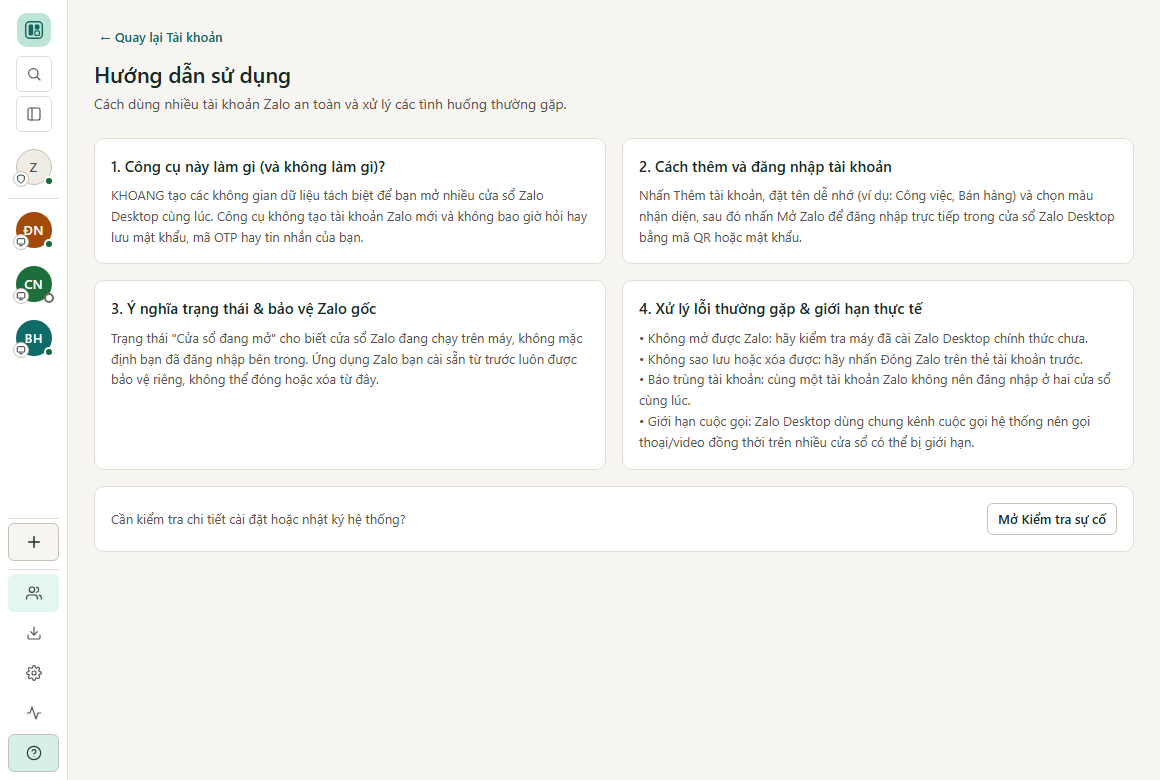 ← Quay lại Tài khoản
Hướng dẫn sử dụng
Cách dùng nhiều tài khoản Zalo an toàn và xử lý các tình huống thường gặp.
Z
ĐN
CN
BH
1. Công cụ này làm gì (và không làm gì)?
KHOANG tạo các không gian dữ liệu tách biệt để bạn mở nhiều cửa sổ Zalo
Desktop cùng lúc. Công cụ không tạo tài khoản Zalo mới và không bao giờ hỏi hay
lưu mật khẩu, mã OTP hay tin nhắn của bạn.
2. Cách thêm và đăng nhập tài khoản
Nhấn Thêm tài khoản, đặt tên dễ nhớ (ví dụ: Công việc, Bán hàng) và chọn màu
nhận diện, sau đó nhấn Mở Zalo để đăng nhập trực tiếp trong cửa sổ Zalo Desktop
bằng mã QR hoặc mật khẩu.
3. Ý nghĩa trạng thái & bảo vệ Zalo gốc
Trạng thái "Cửa sổ đang mở" cho biết cửa sổ Zalo đang chạy trên máy, không mặc
định bạn đã đăng nhập bên trong. Ứng dụng Zalo bạn cài sẵn từ trước luôn được
bảo vệ riêng, không thể đóng hoặc xóa từ đây.
4. Xử lý lỗi thường gặp & giới hạn thực tế
• Không mở được Zalo: hãy kiểm tra máy đã cài Zalo Desktop chính thức chưa.
• Không sao lưu hoặc xóa được: hãy nhấn Đóng Zalo trên thẻ tài khoản trước.
• Báo trùng tài khoản: cùng một tài khoản Zalo không nên đăng nhập ở hai cửa sổ
cùng lúc.
• Giới hạn cuộc gọi: Zalo Desktop dùng chung kênh cuộc gọi hệ thống nên gọi
thoại/video đồng thời trên nhiều cửa sổ có thể bị giới hạn.
Cần kiểm tra chi tiết cài đặt hoặc nhật ký hệ thống?
Mở Kiểm tra sự cố